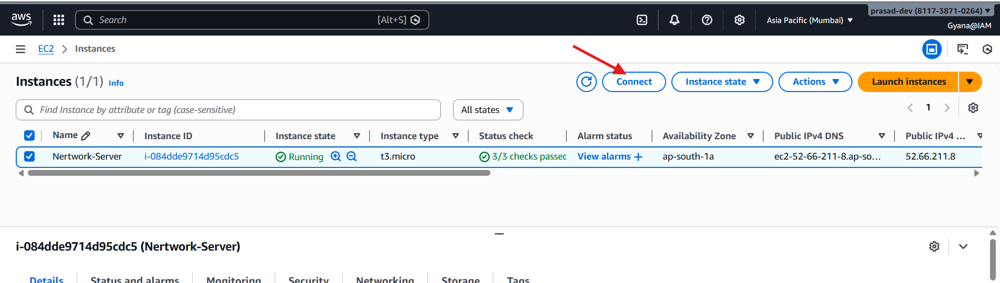 aws
Search [Alt+S]
Asia Pacific (Mumbai)
prasad-dev (8117-3871-0264)
Gyana@IAM
EC2 > Instances
Instances (1/1) Info
Connect
Instance state
Actions
Launch instances
Find Instance by attribute or tag (case-sensitive)
All states
1
Name Instance ID Instance state Instance type Status check Alarm status Availability Zone Public IPv4 DNS Public IPv4 ...
Nertwork-Server i-084dde9714d95cdc5 Running t3.micro 3/3 checks passec View alarms + ap-south-1a ec2-52-66-211-8.ap-so... 52.66.211.8
i-084dde9714d95cdc5 (Nertwork-Server)
Details Status and alarms Monitoring Security Networking Storage Tags